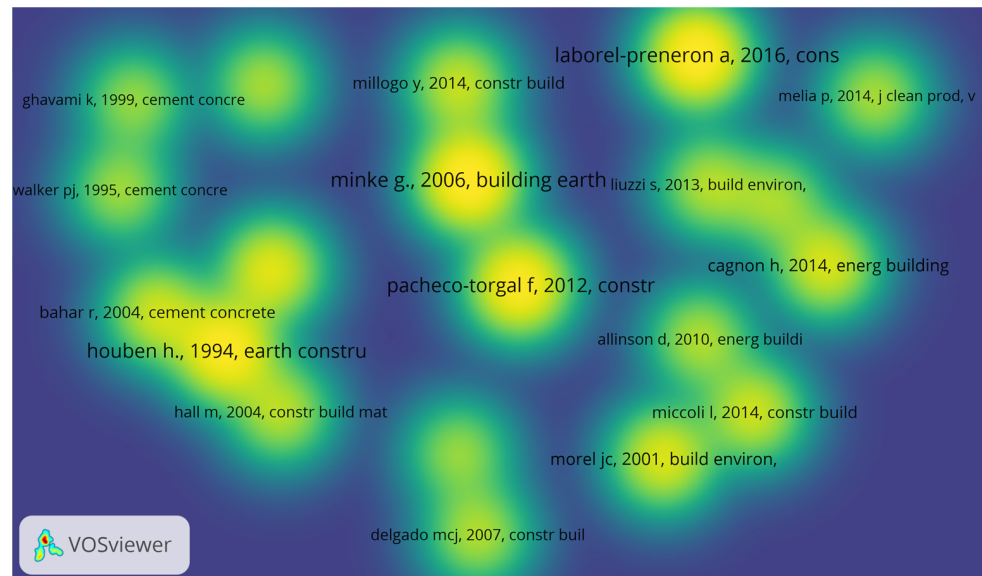 laborel-preneron a, 2016, cons
millogo y, 2014, constr build
melia p, 2014, j clean prod, v
ghavami k, 1999, cement concre
minke g., 2006, building earth
liuzzi s, 2013, build environ,
walker pj, 1995, cement concre
cagnon h, 2014, energ building
pacheco-torgal f, 2012, constr
bahar r, 2004, cement concrete
allinson d, 2010, energ buildi
houben h., 1994, earth constru
hall m, 2004, constr build mat
miccoli l, 2014, constr build
morel jc, 2001, build environ,
delgado mcj, 2007, constr buil
VOSviewer